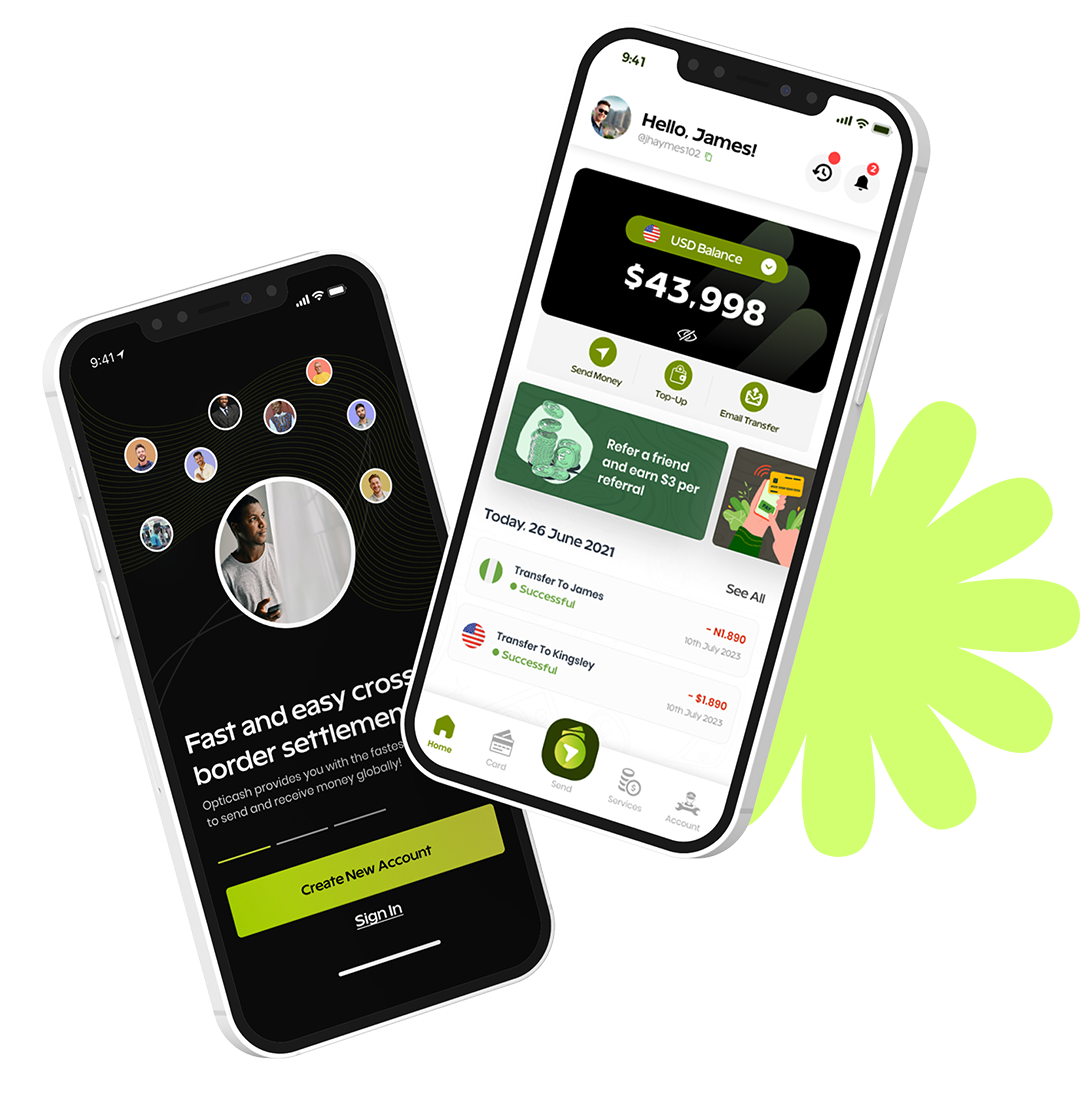 9:41
Fast and easy cross
border settlemen
Opticash provides you with the fastes
to send and receive money globally!
Create New Account
Sign In
9:41
Hello, James!
@jhaymes102
2
USD Balance
$43,998
Send Money
Top-Up
Email Transfer
Refer a friend
and earn $3 per
referral
PAY
Today. 26 June 2021
See All
Transfer To James
Successful
- N1.890
10th July 2023
Transfer To Kingsley
Successful
- $1.890
10th July 2023
Home
Card
Send
Services
Account